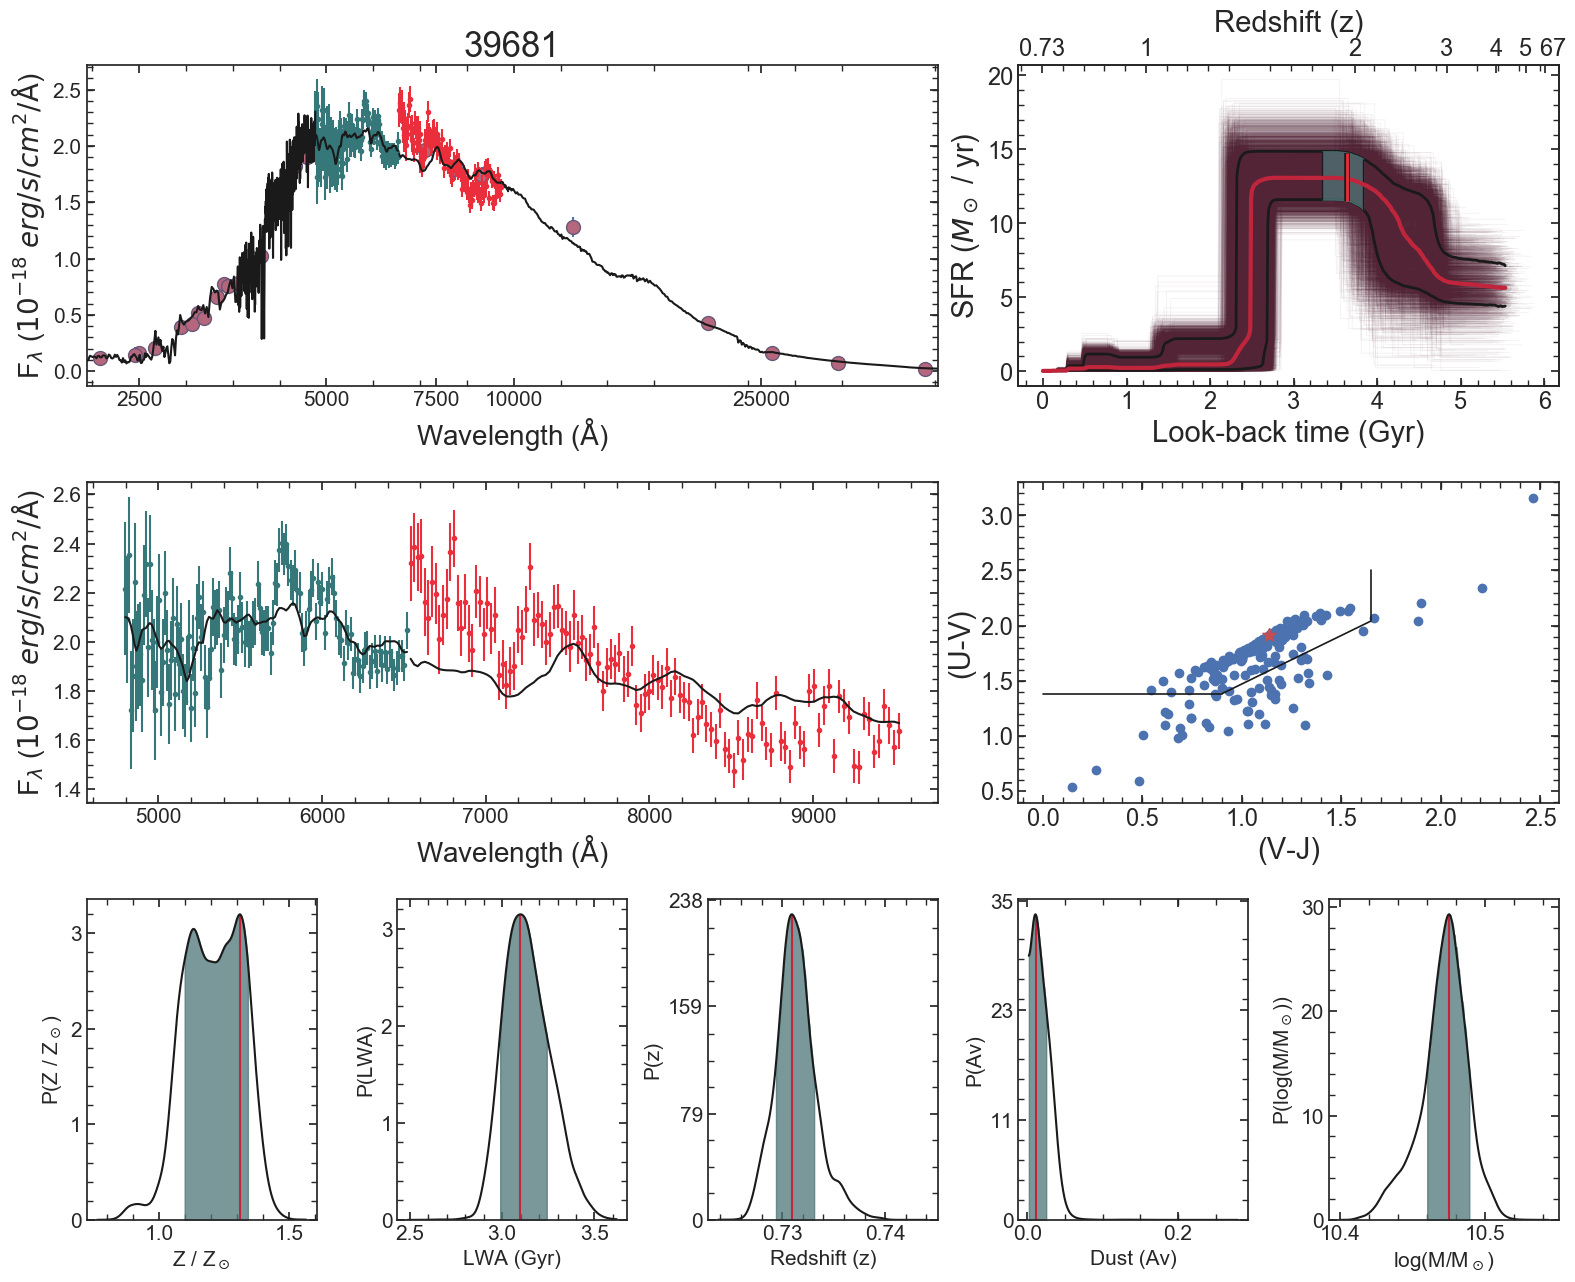 39681
2.5
2.0
1.5
1.0
0.5
0.0
F_λ (10^{-18} erg/s/cm^2/Å)
2500 5000 7500 10000 25000
Wavelength (Å)
Redshift (z)
0.73 1 2 3 4 5 67
20
15
10
5
0
SFR (M_⊙ / yr)
0 1 2 3 4 5 6
Look-back time (Gyr)
2.6
2.4
2.2
2.0
1.8
1.6
1.4
F_λ (10^{-18} erg/s/cm^2/Å)
5000 6000 7000 8000 9000
Wavelength (Å)
3.0
2.5
2.0
1.5
1.0
0.5
(U-V)
0.0 0.5 1.0 1.5 2.0 2.5
(V-J)
3
2
1
0
P(Z / Z_⊙)
1.0 1.5
Z / Z_⊙
3
2
1
0
P(LWA)
2.5 3.0 3.5
LWA (Gyr)
238
159
79
0
P(z)
0.73 0.74
Redshift (z)
35
23
11
0
P(Av)
0.0 0.2
Dust (Av)
30
20
10
0
P(log(M/M_⊙))
10.4 10.5
log(M/M_⊙)